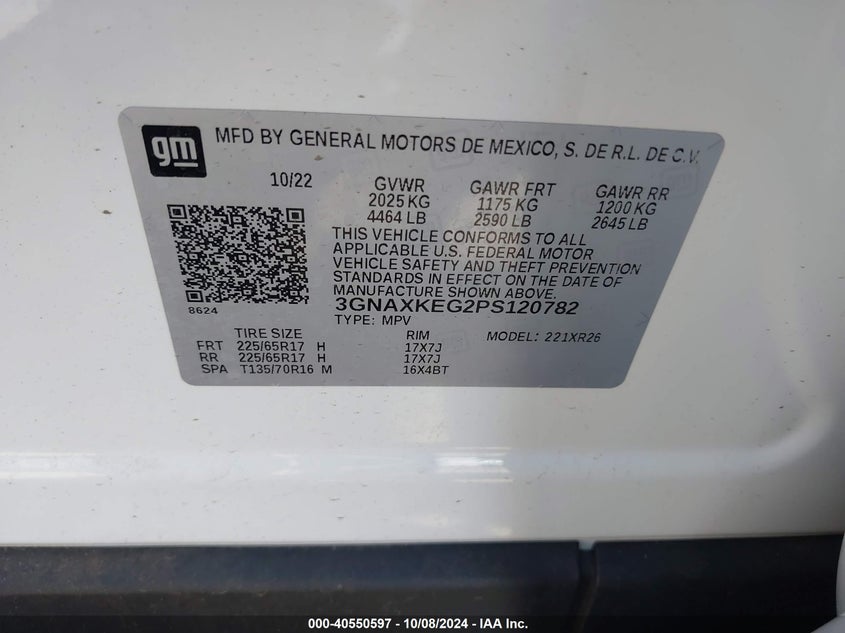 gm
MFD BY GENERAL MOTORS DE MEXICO, S. DE R.L. DE C.V.
10/22
GVWR GAWR FRT GAWR RR
2025 KG 1175 KG 1200 KG
4464 LB 2590 LB 2645 LB
THIS VEHICLE CONFORMS TO ALL
APPLICABLE U.S. FEDERAL MOTOR
VEHICLE SAFETY AND THEFT PREVENTION
STANDARDS IN EFFECT ON THE DATE OF
MANUFACTURE SHOWN ABOVE.
8624
3GNAXKEG2PS120782
TYPE: MPV
TIRE SIZE RIM MODEL: 221XR26
FRT 225/65R17 H 17X7J
RR 225/65R17 H 17X7J
SPA T135/70R16 M 16X4BT
000-40550597 - 10/08/2024 - IAA Inc.